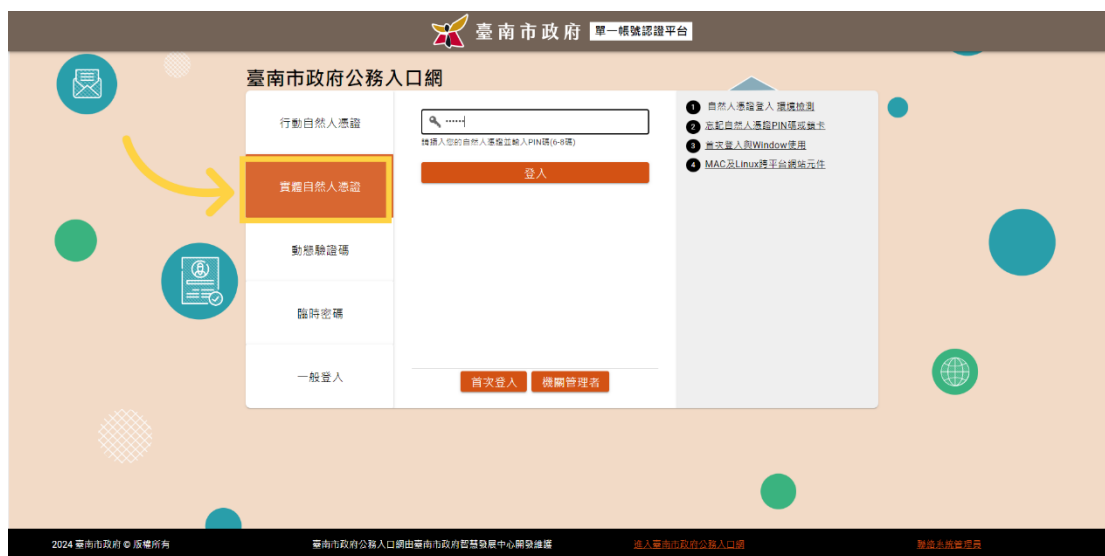 臺南市政府 單一帳號認證平台
臺南市政府公務入口網
行動自然人憑證
實體自然人憑證
動態驗證碼
臨時密碼
一般登入
請插入您的自然人憑證並輸入PIN碼(6-8碼)
登入
首次登入 機關管理者
1 自然人憑證登入 環境檢測
2 忘記自然人憑證PIN碼或鎖卡
3 首次登入與Window使用
4 MAC及Linux跨平台網站元件
2024 臺南市政府 © 版權所有 臺南市政府公務入口網由臺南市政府智慧發展中心開發維護 進入臺南市政府公務入口網 聯絡系統管理員